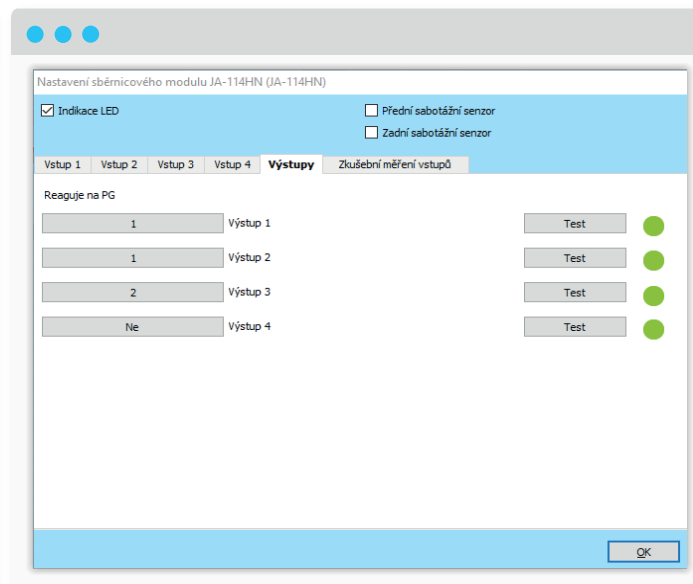 Nastavení sběrnicového modulu JA-114HN (JA-114HN)
Indikace LED
Přední sabotážní senzor
Zadní sabotážní senzor
Vstup 1 Vstup 2 Vstup 3 Vstup 4 Výstupy Zkušební měření vstupů
Reaguje na PG
1 Výstup 1 Test
1 Výstup 2 Test
2 Výstup 3 Test
Ne Výstup 4 Test
OK